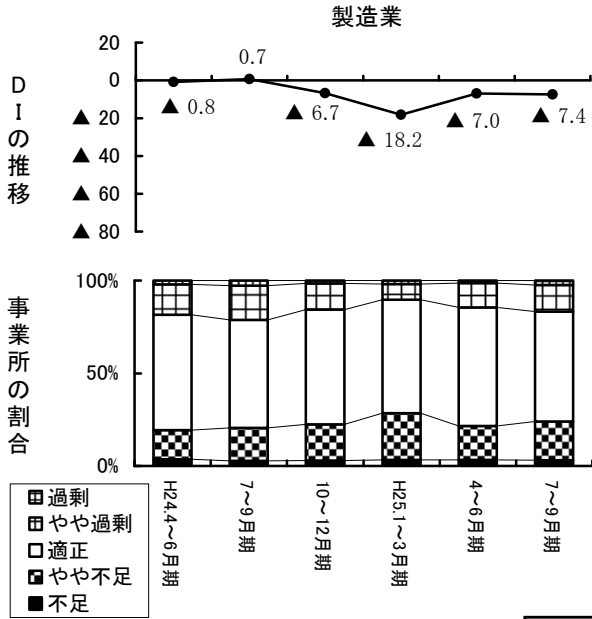 製造業
DIの推移
20
0
▲ 20
▲ 40
▲ 60
▲ 80
▲ 0.8
0.7
▲ 6.7
▲ 18.2
▲ 7.0
▲ 7.4
事業所の割合
100%
50%
0%
H24.4～6月期
7～9月期
10～12月期
H25.1～3月期
4～6月期
7～9月期
過剰
やや過剰
適正
やや不足
不足